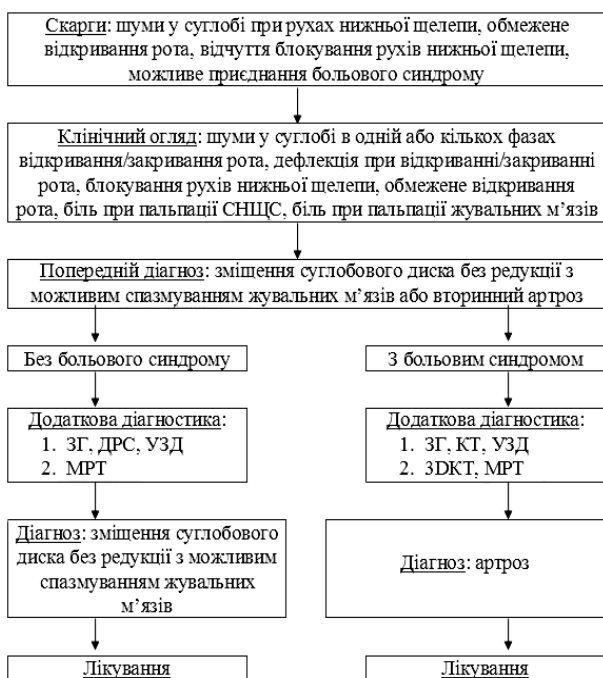 Скарги: шуми у суглобі при рухах нижньої щелепи, обмежене
відкривання рота, відчуття блокування рухів нижньої щелепи,
можливе приєднання больового синдрому
Клінічний огляд: шуми у суглобі в одній або кількох фазах
відкривання/закривання рота, дефлекція при відкриванні/закриванні
рота, блокування рухів нижньої щелепи, обмежене відкривання
рота, біль при пальпації СНЩС, біль при пальпації жувальних м’язів
Попередній діагноз: зміщення суглобового диска без редукції з
можливим спазмуванням жувальних м’язів або вторинний артроз
Без больового синдрому
З больовим синдромом
Додаткова діагностика:
1. ЗГ, ДРС, УЗД
2. МРТ
Додаткова діагностика:
1. ЗГ, КТ, УЗД
2. 3DКТ, МРТ
Діагноз: зміщення суглобового
диска без редукції з можливим
спазмуванням жувальних
м’язів
Діагноз: артроз
Лікування
Лікування